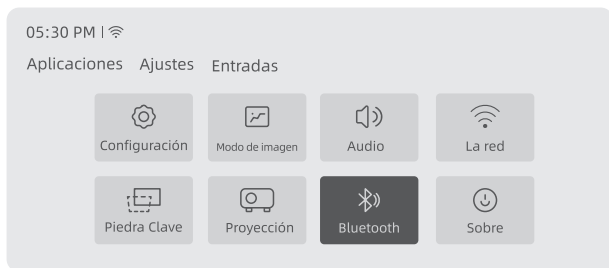 05:30 PM |
Aplicaciones Ajustes Entradas
Configuración Modo de imagen Audio La red
Piedra Clave Proyección Bluetooth Sobre